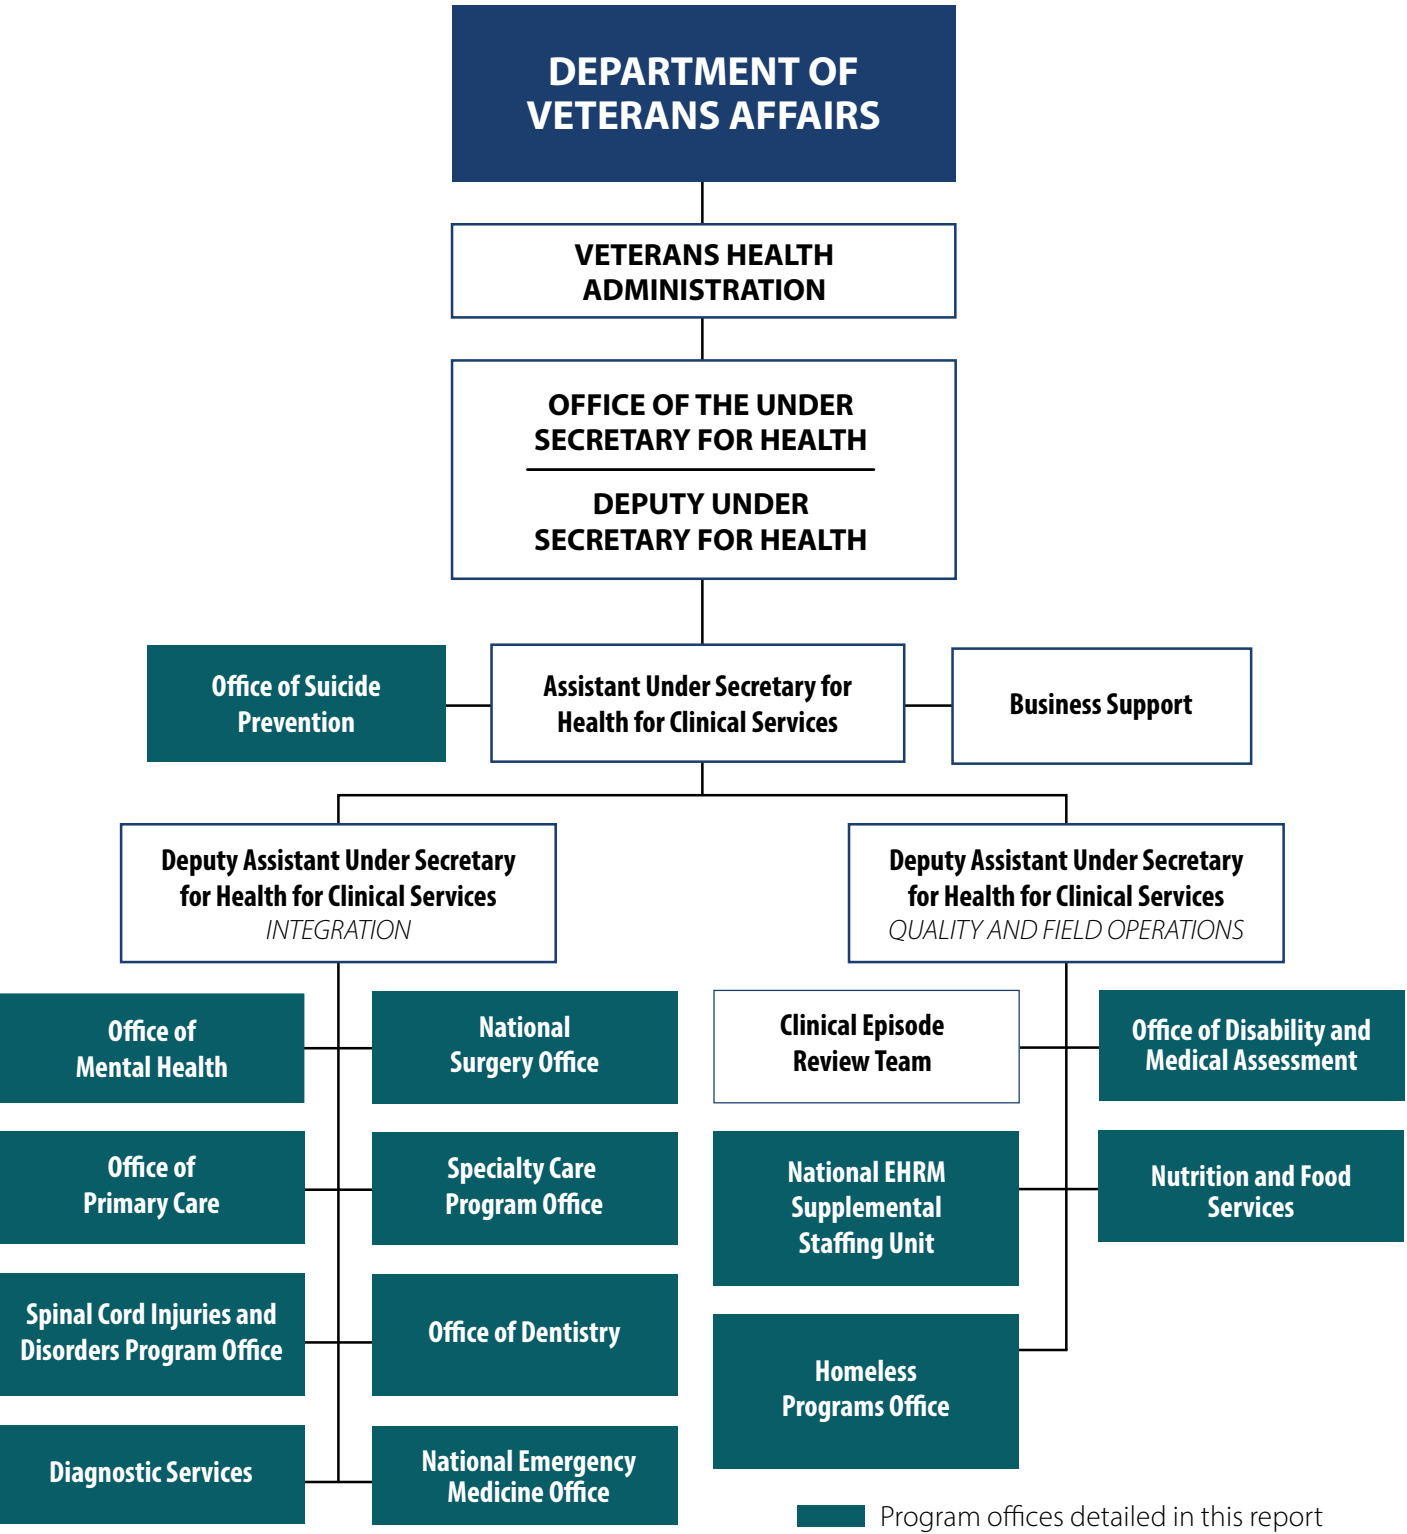 DEPARTMENT OF
VETERANS AFFAIRS
VETERANS HEALTH
ADMINISTRATION
OFFICE OF THE UNDER
SECRETARY FOR HEALTH
DEPUTY UNDER
SECRETARY FOR HEALTH
Office of Suicide
Prevention
Assistant Under Secretary for
Health for Clinical Services
Business Support
Deputy Assistant Under Secretary
for Health for Clinical Services
INTEGRATION
Deputy Assistant Under Secretary
for Health for Clinical Services
QUALITY AND FIELD OPERATIONS
Office of
Mental Health
National
Surgery Office
Office of
Primary Care
Specialty Care
Program Office
Spinal Cord Injuries and
Disorders Program Office
Office of Dentistry
Diagnostic Services
National Emergency
Medicine Office
Clinical Episode
Review Team
Office of Disability and
Medical Assessment
National EHRM
Supplemental
Staffing Unit
Nutrition and Food
Services
Homeless
Programs Office
Program offices detailed in this report